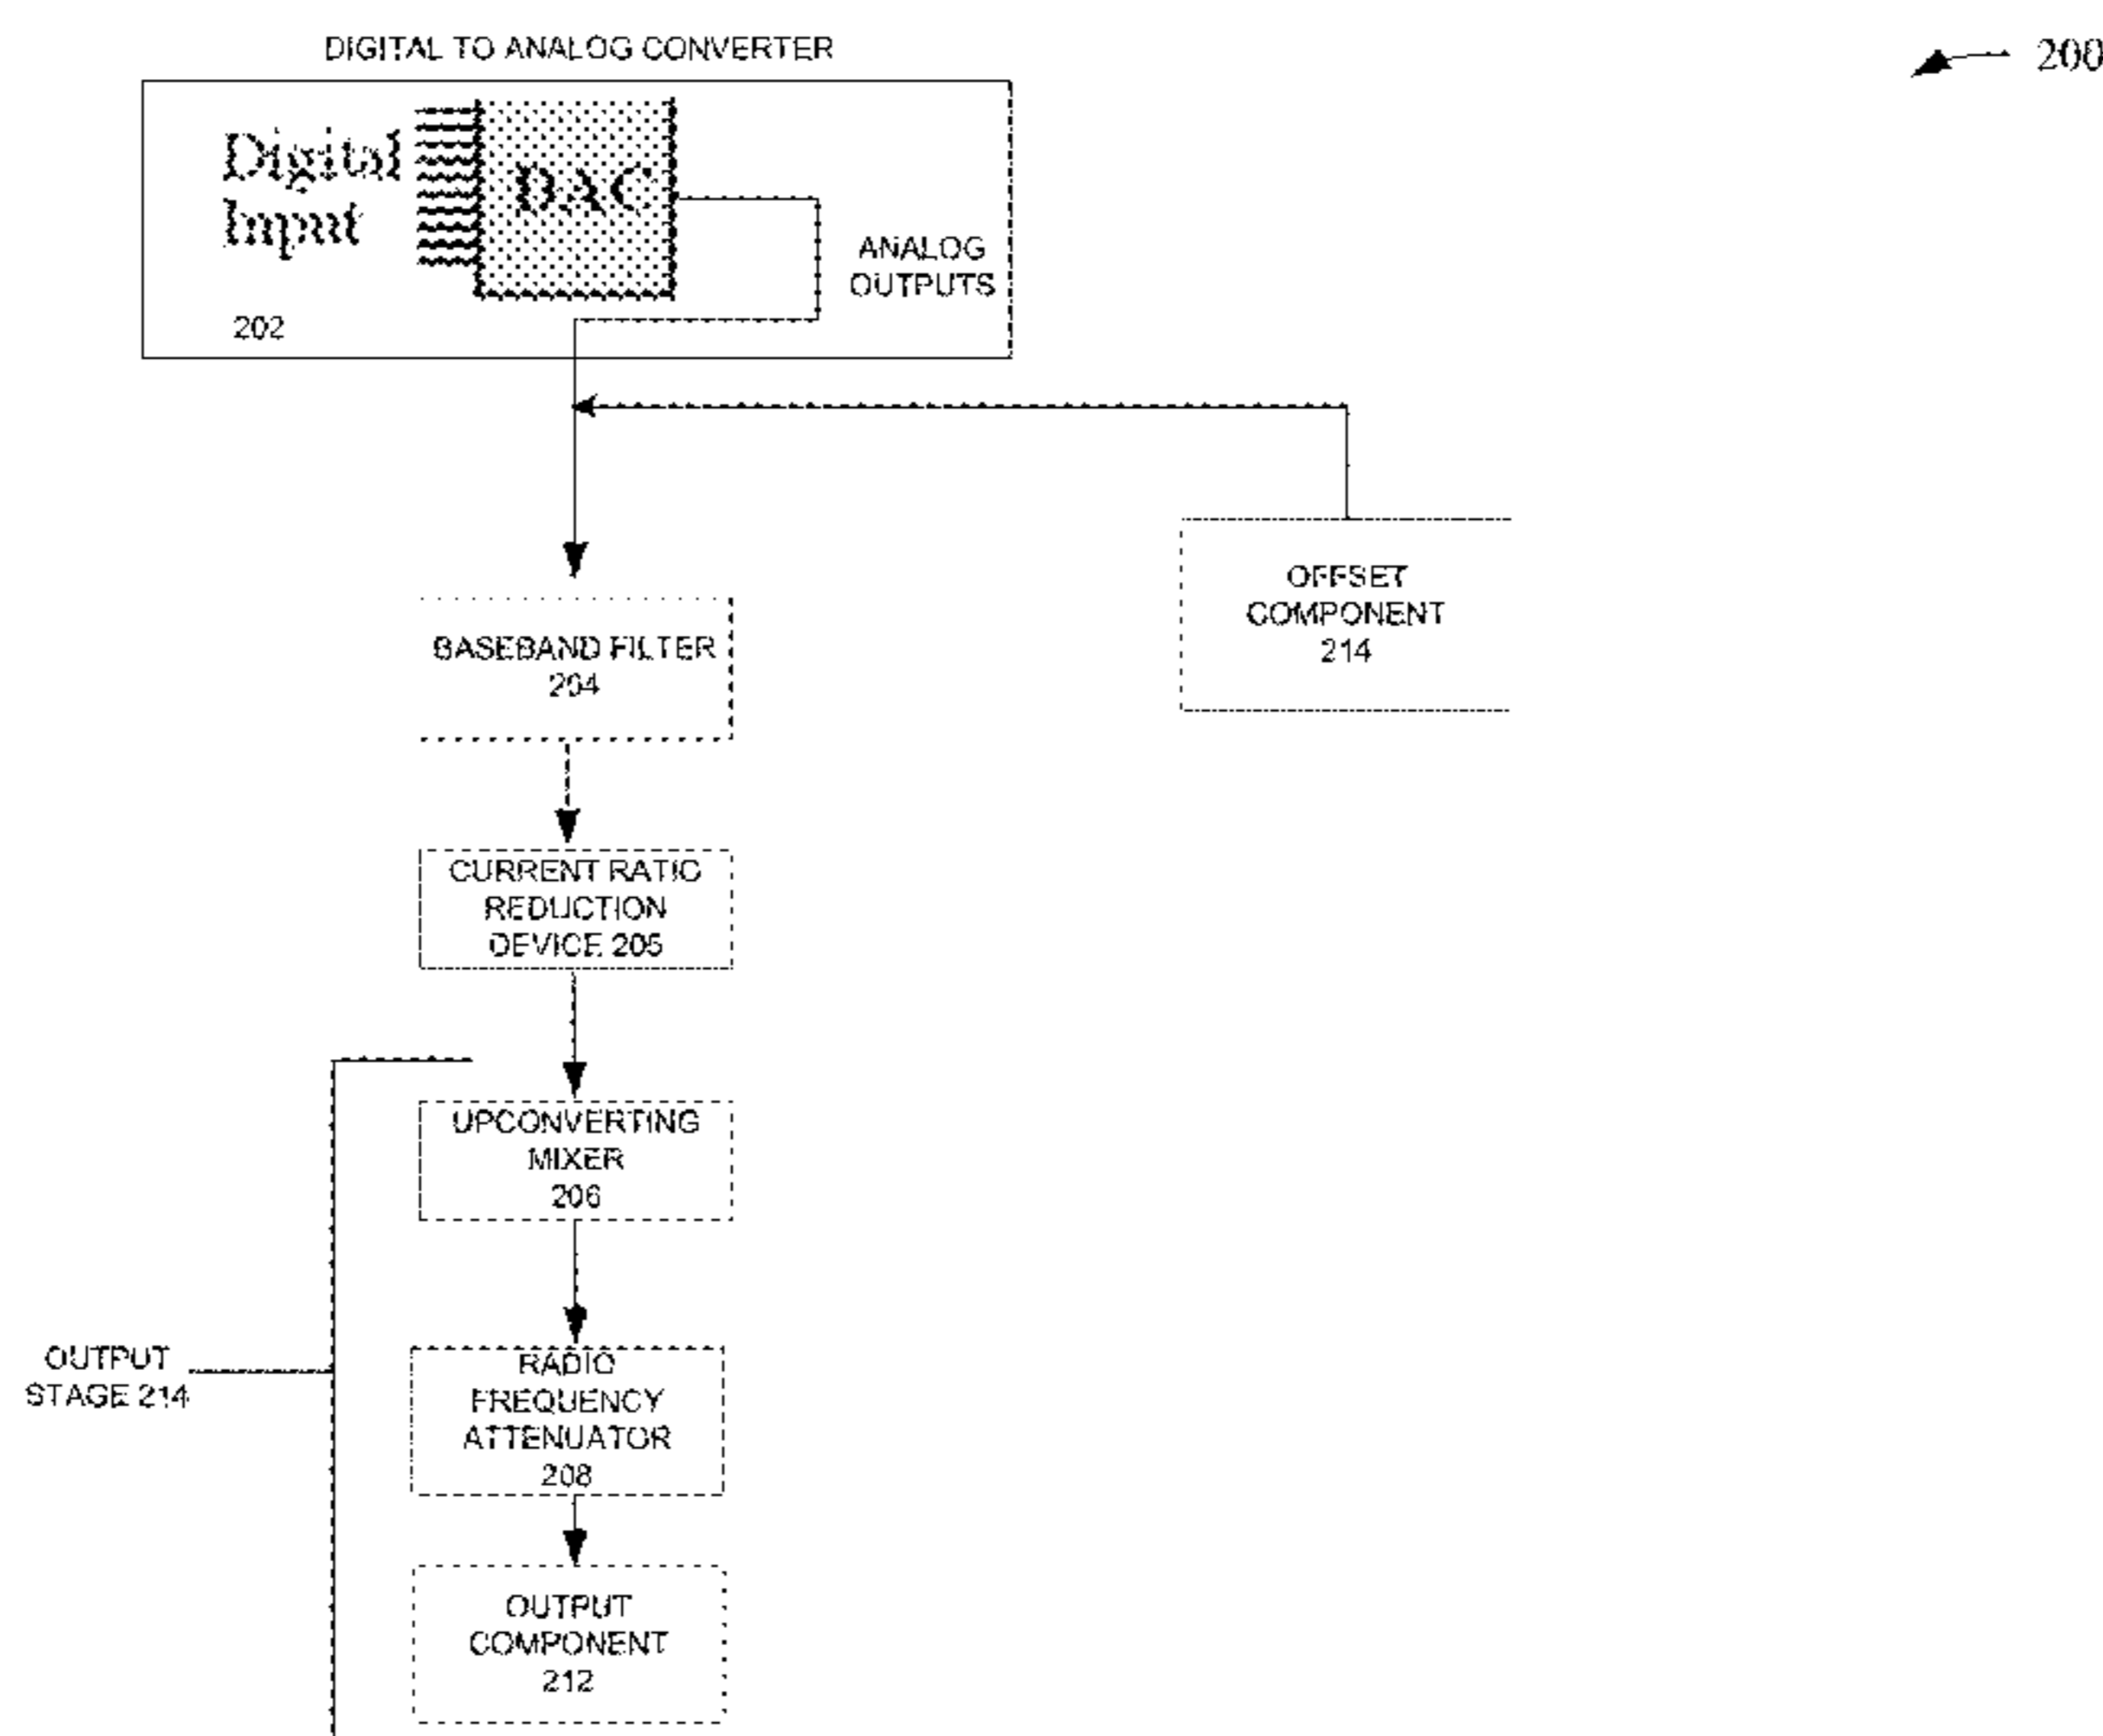 DIGITAL TO ANALOG CONVERTER
200
Digital
Input
DAC
ANALOG
OUTPUTS
202
OFFSET
COMPONENT
214
BASEBAND FILTER
204
CURRENT RATIO
REDUCTION
DEVICE 205
UPCONVERTING
MIXER
206
OUTPUT
STAGE 214
RADIO
FREQUENCY
ATTENUATOR
208
OUTPUT
COMPONENT
212